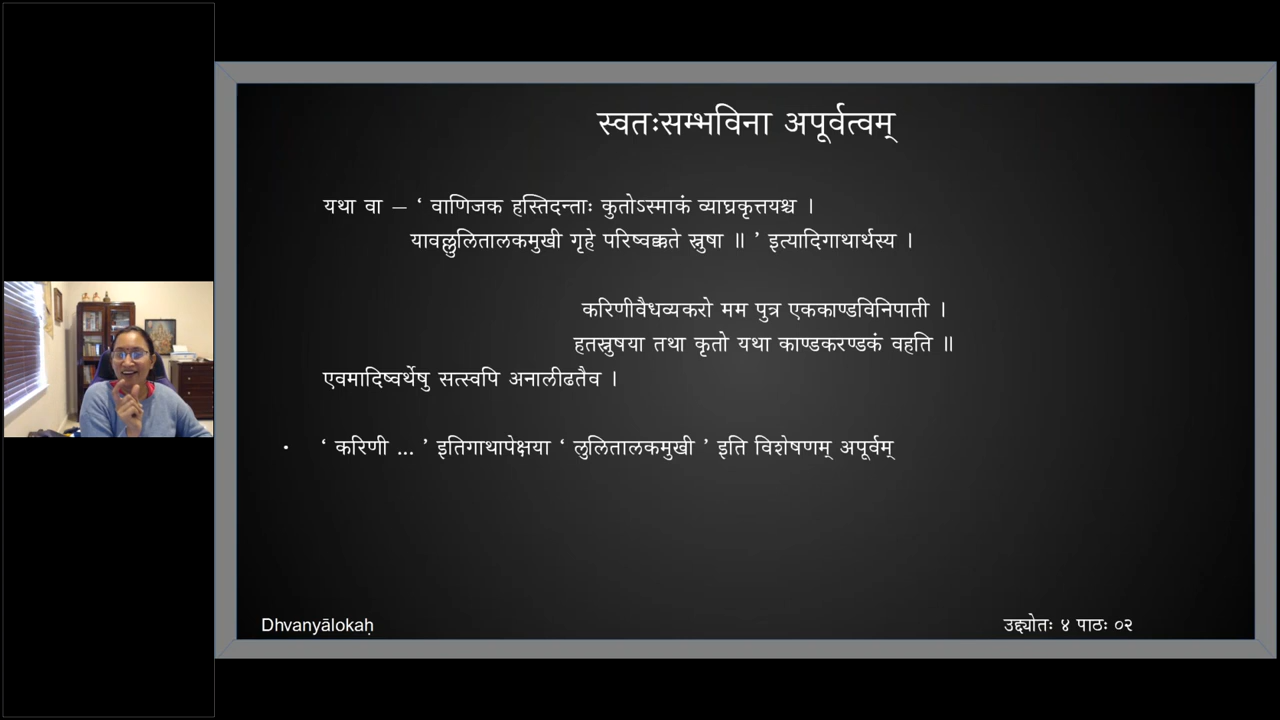 स्वतःसम्भविना अपूर्वत्वम्
यथा वा – ‘ वाणिजक हस्तिदन्ताः कुतोऽस्माकं व्याघ्रकृत्तयश्च ।
यावल्लुलितालकमुखी गृहे परिष्वक्कते स्नुषा ॥ ’ इत्यादिगाथार्थस्य ।
करिणीवैधव्यकरो मम पुत्र एककाण्डविनिपाती ।
हतस्नुषया तथा कृतो यथा काण्डकरण्डकं वहति ॥
एवमादिष्वर्थेषु सत्स्वपि अनालीढतैव ।
• ‘ करिणी ... ’ इतिगाथापेक्षया ‘ लुलितालकमुखी ’ इति विशेषणम् अपूर्वम्
Dhvanyālokaḥ
उद्द्योतः ४ पाठः ०२